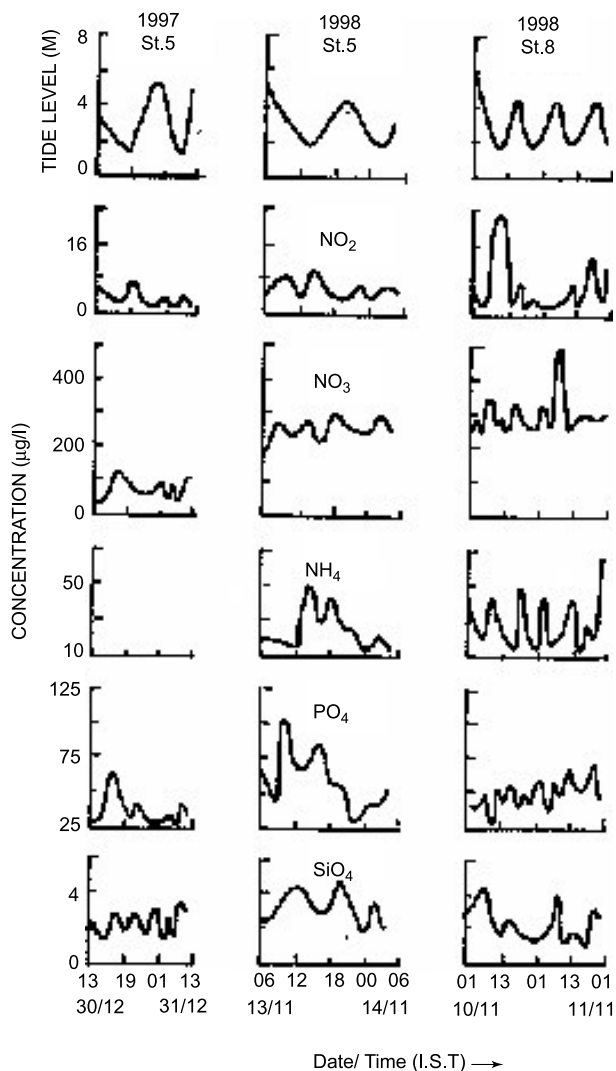 1997
St.5
1998
St.5
1998
St.8
TIDE LEVEL (M)
8
4
0
NO2
16
8
0
CONCENTRATION (µg/l)
NO3
400
200
0
NH4
50
10
PO4
125
75
25
SiO4
4
2
0
13 19 01 13
30/12 31/12
06 12 18 00 06
13/11 14/11
01 13 01 13 01
10/11 11/11
Date/ Time (I.S.T)